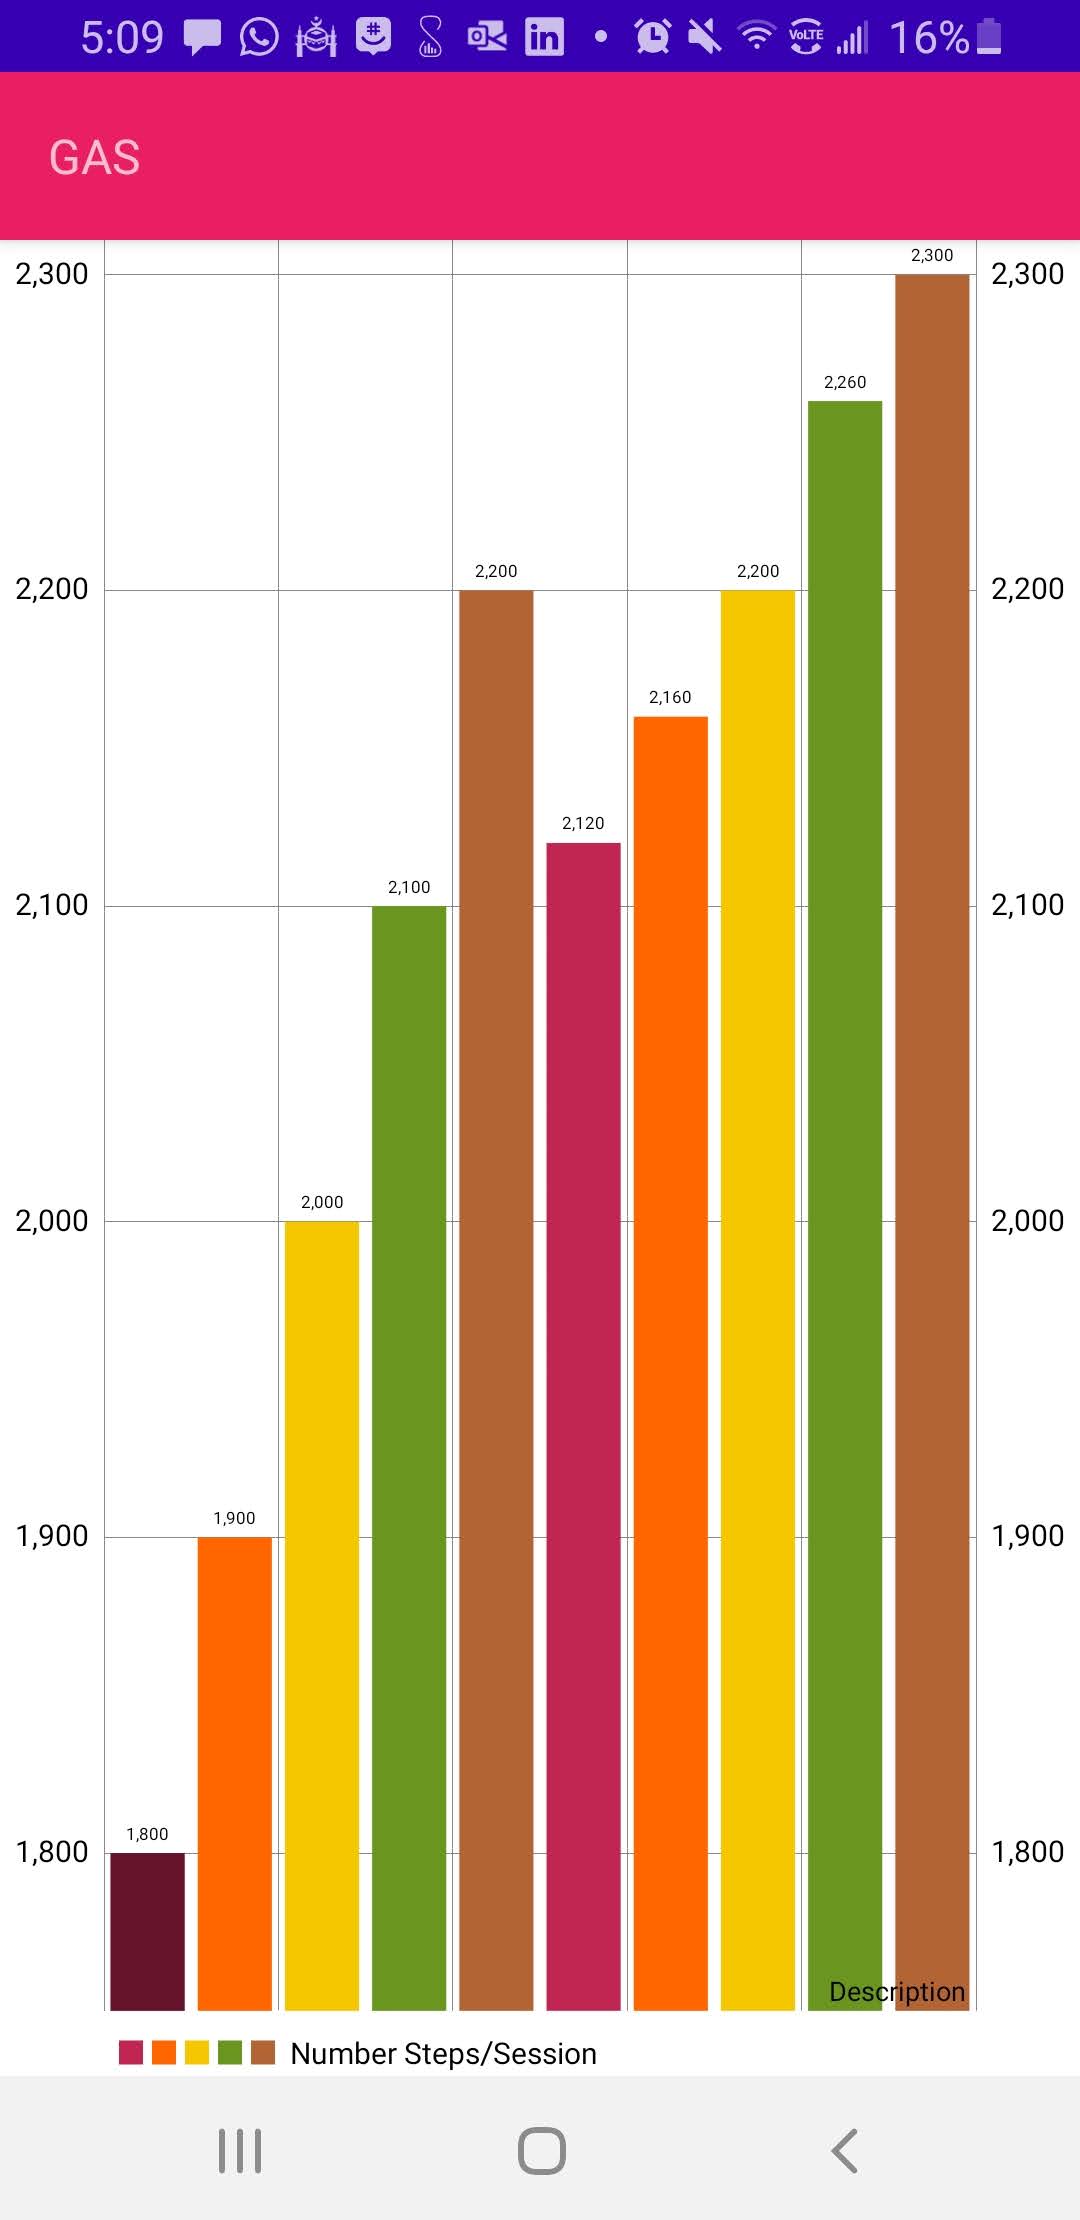 5:09 VoLTE 16%
GAS
2,300 2,300 2,300
2,260
2,200 2,200 2,200 2,200
2,160
2,120
2,100 2,100 2,100
2,000 2,000 2,000
1,900 1,900 1,900
1,800 1,800 1,800
Description
Number Steps/Session